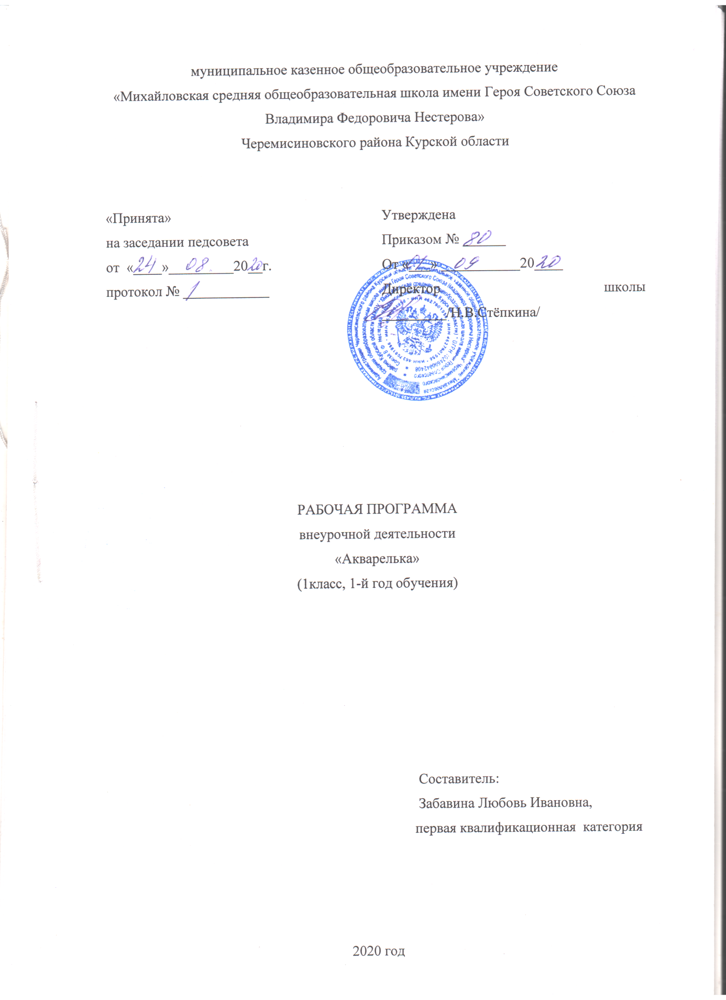 муниципальное казенное общеобразовательное учреждение
«Михайловская средняя общеобразовательная школа имени Героя Советского Союза
Владимира Федоровича Нестерова»
Черемисиновского района Курской области
«Принята»
на заседании педсовета
от «24» 08. 2020г.
протокол № 1
Утверждена
Приказом № 80
От «01» 09 2020
Директор школы
/Н.В.Стёпкина/
РАБОЧАЯ ПРОГРАММА
внеурочной деятельности
«Акварелька»
(1класс, 1-й год обучения)
Составитель:
Забавина Любовь Ивановна,
первая квалификационная категория
2020 год